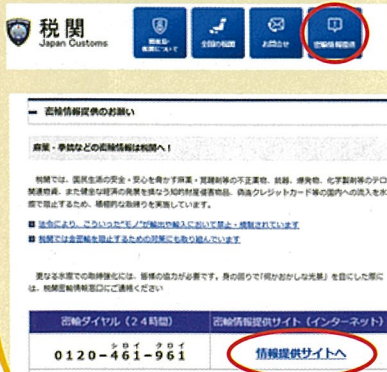 税関
Japan Customs
税関について
全国の税関
お問合せ
密輸情報提供
密輸情報提供のお願い
麻薬・拳銃などの密輸情報は税関へ!
税関では、国民生活の安全・安心を脅かす麻薬・覚醒剤等の不正薬物、銃器、爆発物、化学製剤等のテロ
関連物資、また健全な経済の発展を損なう知的財産侵害物品、偽造クレジットカード等の国内への流入を水
際で阻止するため、積極的な取締りを実施しています。
法令により、こういった"モノ"が輸出や輸入において禁止・規制されています
税関では金密輸を阻止するための対策にも取り組んでいます
更なる水際での取締強化には、皆様の協力が必要です。身の回りで「何かおかしな光景」を目にした際に
は、税関密輸情報窓口にご連絡ください
密輸ダイヤル(24時間)
密輸情報提供サイト(インターネット)
シロイ クロイ
0120-461-961
情報提供サイトへ